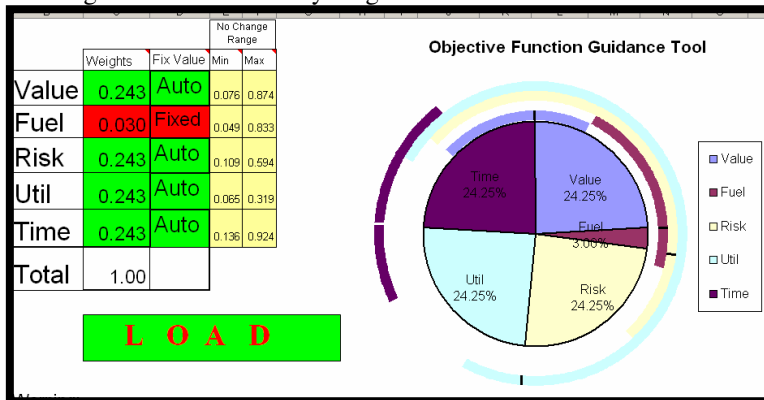 No Change
Range
Weights Fix Value Min Max
Value 0.243 Auto 0.076 0.874
Fuel 0.030 Fixed 0.049 0.833
Risk 0.243 Auto 0.109 0.594
Util 0.243 Auto 0.065 0.319
Time 0.243 Auto 0.136 0.924
Total 1.00
L O A D
Objective Function Guidance Tool
Time
24.25%
Value
24.25%
Fuel
3.00%
Util
24.25%
Risk
24.25%
Value
Fuel
Risk
Util
Time